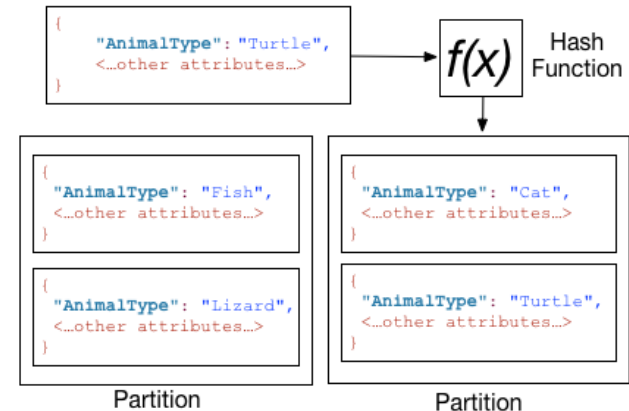 {
"AnimalType": "Turtle",
<…other attributes…>
}
f(x)
Hash
Function
{
"AnimalType": "Fish",
<…other attributes…>
}
{
"AnimalType": "Lizard",
<…other attributes…>
}
Partition
{
"AnimalType": "Cat",
<…other attributes…>
}
{
"AnimalType": "Turtle",
<…other attributes…>
}
Partition